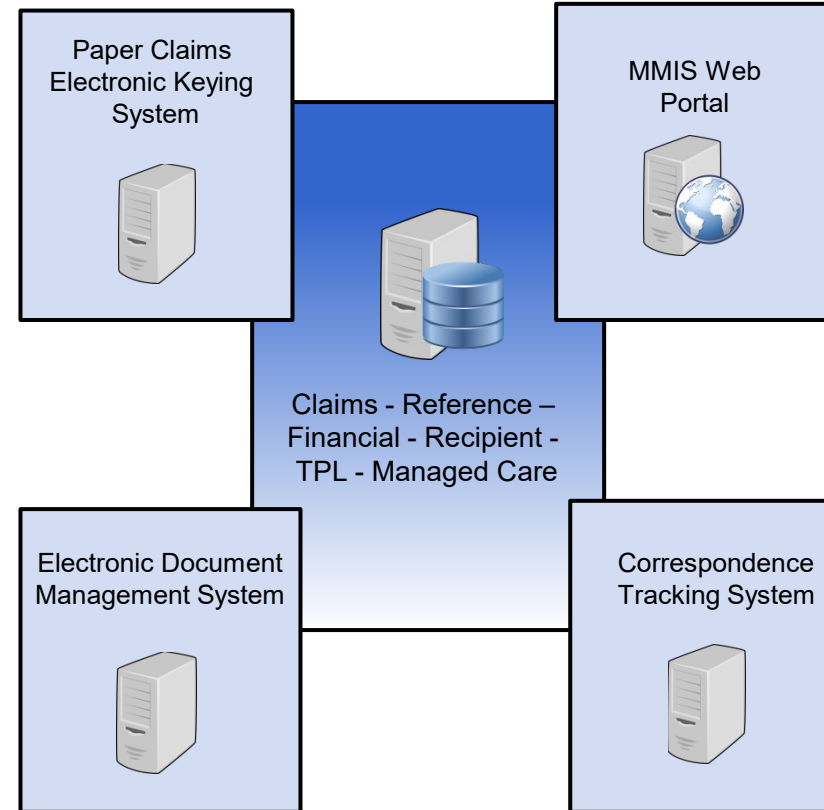 Paper Claims
Electronic Keying
System
MMIS Web
Portal
Claims - Reference –
Financial - Recipient -
TPL - Managed Care
Electronic Document
Management System
Correspondence
Tracking System